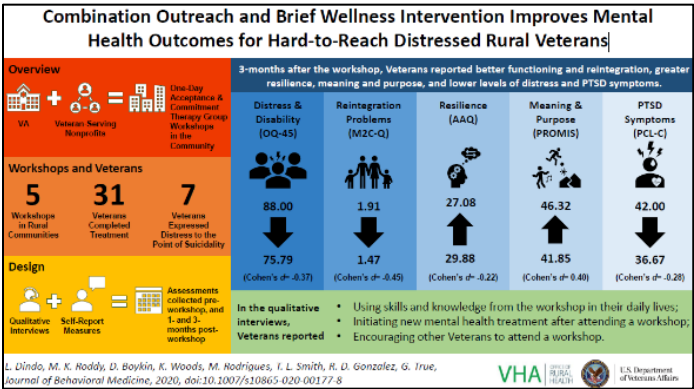 Combination Outreach and Brief Wellness Intervention Improves Mental
Health Outcomes for Hard-to-Reach Distressed Rural Veterans
Overview
VA
Veteran Serving
Nonprofits
One-Day
Acceptance &
Commitment
Therapy Group
Workshops
in the
Community
Workshops and Veterans
5
Workshops
in Rural
Communities
31
Veterans
Completed
Treatment
7
Veterans
Expressed
Distress to the
Point of Suicidality
Design
Qualitative
Interviews
Self-Report
Measures
Assessments
collected pre-
workshop, and
1- and 3-
months post-
workshop
3-months after the workshop, Veterans reported better functioning and reintegration, greater
resilience, meaning and purpose, and lower levels of distress and PTSD symptoms.
Distress &
Disability
(OQ-45)
88.00
75.79
(Cohen's d= -0.37)
Reintegration
Problems
(M2C-Q)
1.91
1.47
(Cohen's d= -0.45)
Resilience
(AAQ)
27.08
29.88
(Cohen's d= -0.22)
Meaning &
Purpose
(PROMIS)
46.32
41.85
(Cohen's d= 0.40)
PTSD
Symptoms
(PCL-C)
42.00
36.67
(Cohen's d= -0.28)
In the qualitative
interviews,
Veterans reported
• Using skills and knowledge from the workshop in their daily lives;
• Initiating new mental health treatment after attending a workshop;
• Encouraging other Veterans to attend a workshop.
L. Dindo, M. K. Roddy, D. Boykin, K. Woods, M. Rodrigues, T. L. Smith, R. D. Gonzalez, G. True,
Journal of Behavioral Medicine, 2020, doi:10.1007/s10865-020-00177-8
VHA
OFFICE OF
RURAL
HEALTH
U.S. Department
of Veterans Affairs